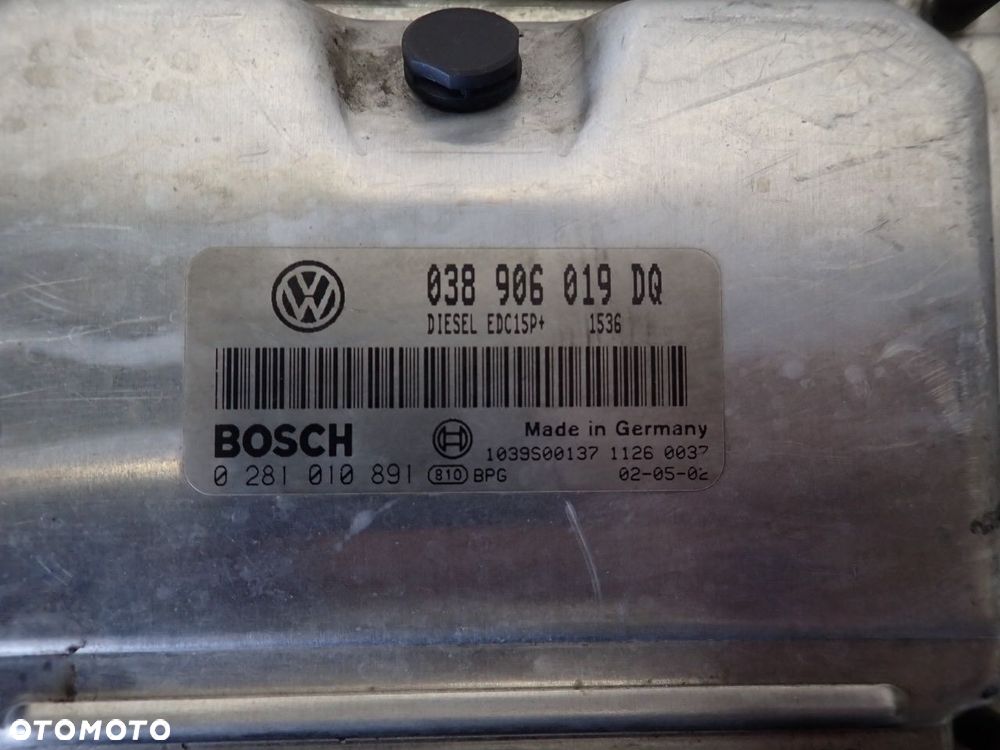 038 906 019 DQ
DIESEL EDC15P+ 1536
BOSCH
Made in Germany
1039S00137 1126 0037
0 281 010 891 810 BPG 02-05-02
OTOMOTO